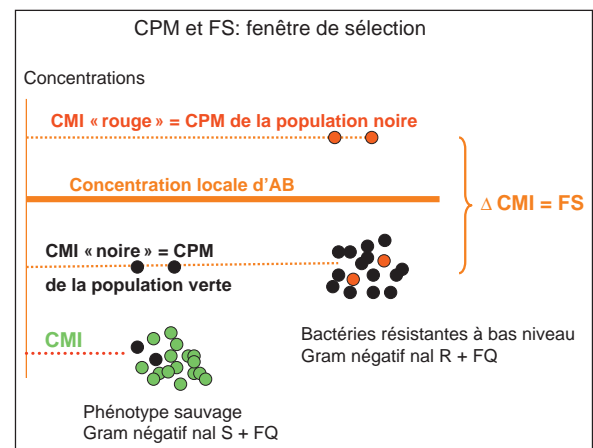 CPM et FS: fenêtre de sélection
Concentrations
CMI « rouge » = CPM de la population noire
Concentration locale d'AB
Δ CMI = FS
CMI « noire » = CPM
de la population verte
CMI
Bactéries résistantes à bas niveau
Gram négatif nal R + FQ
Phénotype sauvage
Gram négatif nal S + FQ